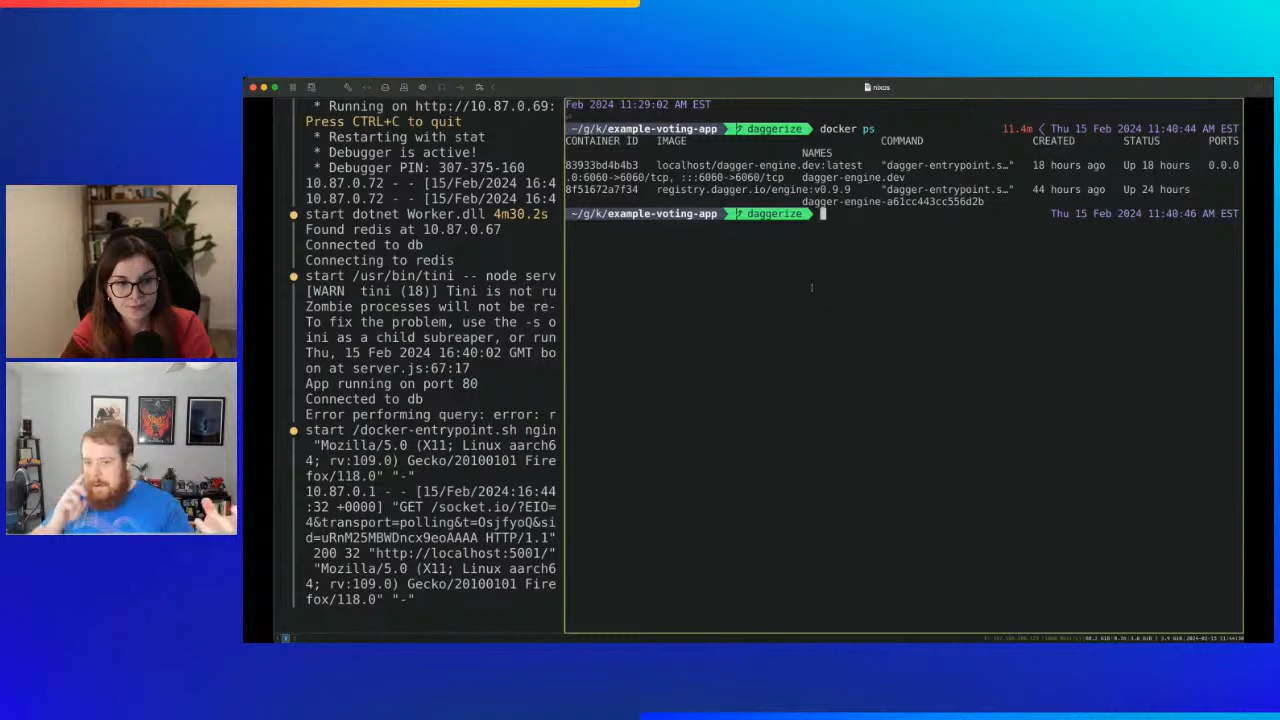 nixos
* Running on http://10.87.0.69:
Press CTRL+C to quit
* Restarting with stat
* Debugger is active!
* Debugger PIN: 307-375-160
10.87.0.72 - - [15/Feb/2024 16:4
10.87.0.72 - - [15/Feb/2024 16:4
start dotnet Worker.dll 4m30.2s
Found redis at 10.87.0.67
Connected to db
Connecting to redis
start /usr/bin/tini -- node serv
[WARN  tini (18)] Tini is not ru
Zombie processes will not be re-
To fix the problem, use the -s o
ini as a child subreaper, or run
Thu, 15 Feb 2024 16:40:02 GMT bo
on at server.js:67:17
App running on port 80
Connected to db
Error performing query: error: r
start /docker-entrypoint.sh ngin
"Mozilla/5.0 (X11; Linux aarch6
4; rv:109.0) Gecko/20100101 Fire
fox/118.0" "-"
10.87.0.1 - - [15/Feb/2024:16:44
:32 +0000] "GET /socket.io/?EIO=
4&transport=polling&t=OsjfyoQ&si
d=uRnM25MBWDncx9eoAAAA HTTP/1.1"
200 32 "http://localhost:5001/"
"Mozilla/5.0 (X11; Linux aarch6
4; rv:109.0) Gecko/20100101 Fire
fox/118.0" "-"
Feb 2024 11:29:02 AM EST
~/g/k/example-voting-app daggerize docker ps 11.4m Thu 15 Feb 2024 11:40:44 AM EST
CONTAINER ID IMAGE COMMAND CREATED STATUS PORTS
NAMES
83933bd4b4b3 localhost/dagger-engine.dev:latest "dagger-entrypoint.s…" 18 hours ago Up 18 hours 0.0.0
.0:6060->6060/tcp, :::6060->6060/tcp dagger-engine.dev
8f51672a7f34 registry.dagger.io/engine:v0.9.9 "dagger-entrypoint.s…" 44 hours ago Up 24 hours
dagger-engine-a61cc443cc556d2b
~/g/k/example-voting-app daggerize Thu 15 Feb 2024 11:40:46 AM EST